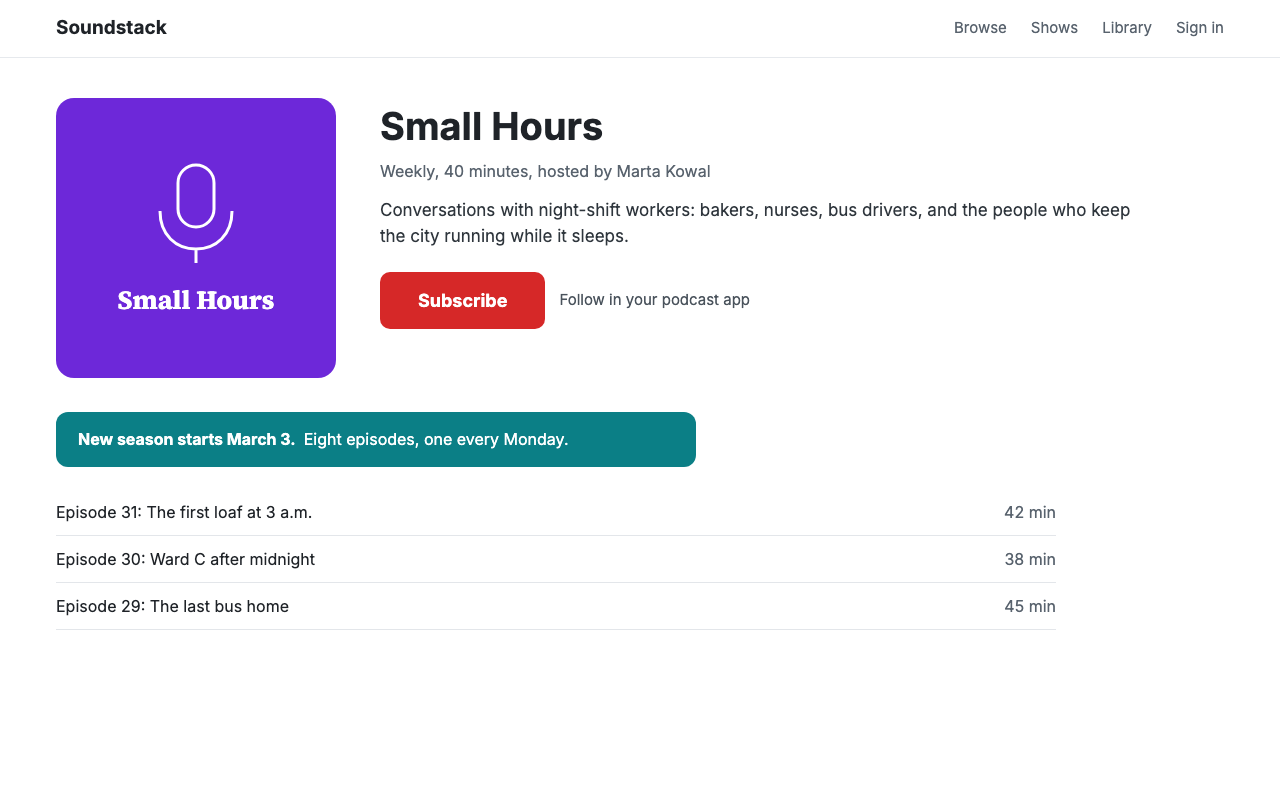 Soundstack
Browse Shows Library Sign in
Small Hours
Small Hours
Weekly, 40 minutes, hosted by Marta Kowal
Conversations with night-shift workers: bakers, nurses, bus drivers, and the people who keep
the city running while it sleeps.
Subscribe
Follow in your podcast app
New season starts March 3. Eight episodes, one every Monday.
Episode 31: The first loaf at 3 a.m. 42 min
Episode 30: Ward C after midnight 38 min
Episode 29: The last bus home 45 min